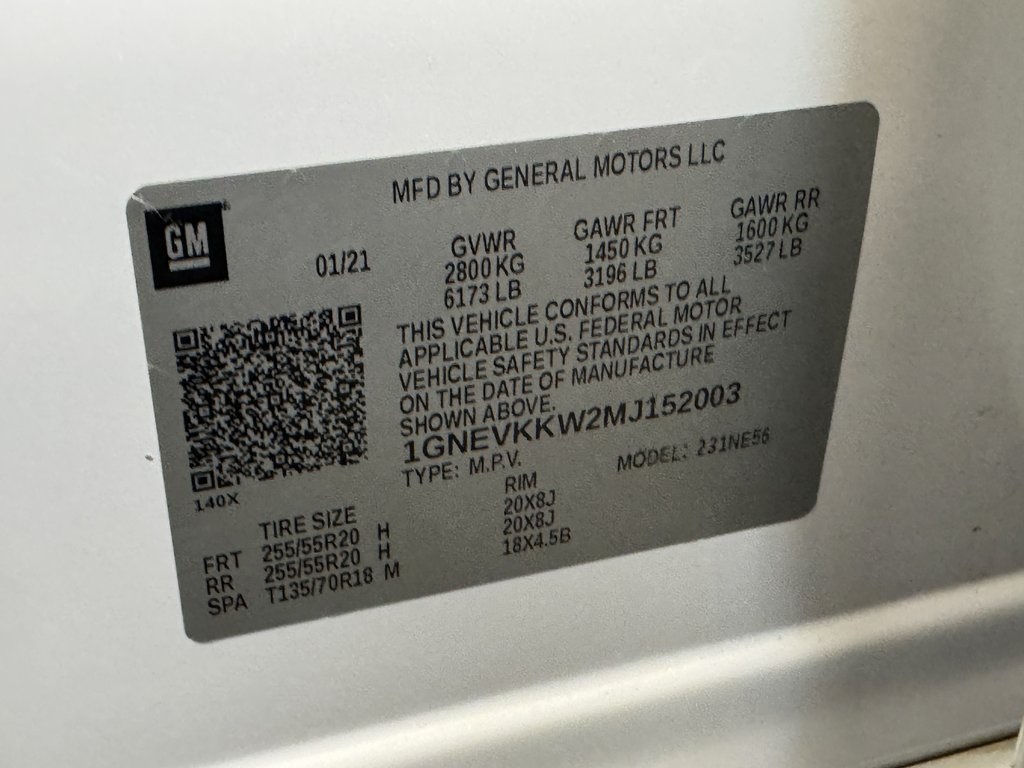 MFD BY GENERAL MOTORS LLC
GM
01/21
GVWR
2800 KG
6173 LB
GAWR FRT
1450 KG
3196 LB
GAWR RR
1600 KG
3527 LB
THIS VEHICLE CONFORMS TO ALL
APPLICABLE U.S. FEDERAL MOTOR
VEHICLE SAFETY STANDARDS IN EFFECT
ON THE DATE OF MANUFACTURE
SHOWN ABOVE.
1GNEVKKW2MJ152003
TYPE: M.P.V. MODEL: 231NE56
140X
TIRE SIZE RIM
FRT 255/55R20 H 20X8J
RR 255/55R20 H 20X8J
SPA T135/70R18 M 18X4.5B